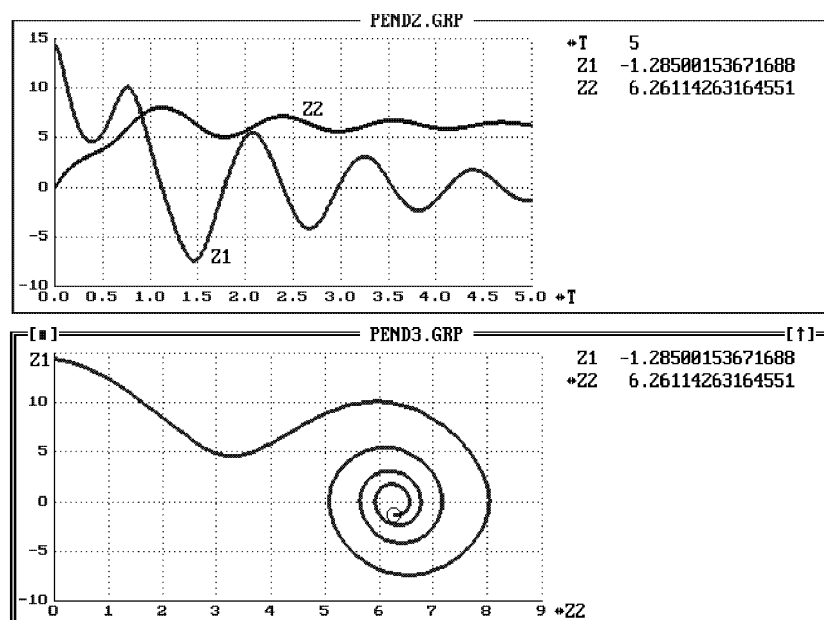 PEND2.GRP
15
10
5
0
-5
-10
0.0 0.5 1.0 1.5 2.0 2.5 3.0 3.5 4.0 4.5 5.0 ↔T
Z2
Z1
↔T 5
Z1 -1.28500153671688
Z2 6.26114263164551
[■] PEND3.GRP [↑]
Z1
10
5
0
-5
-10
0 1 2 3 4 5 6 7 8 9 ↔Z2
Z1 -1.28500153671688
↔Z2 6.26114263164551